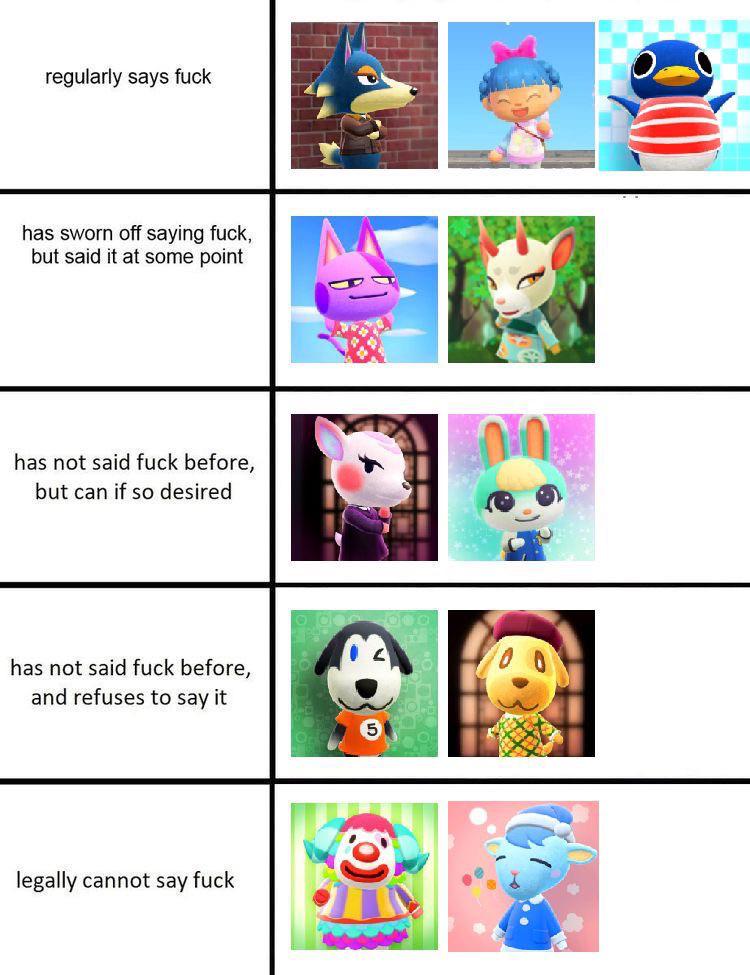 regularly says fuck
has sworn off saying fuck,
but said it at some point
has not said fuck before,
but can if so desired
has not said fuck before,
and refuses to say it
5
legally cannot say fuck